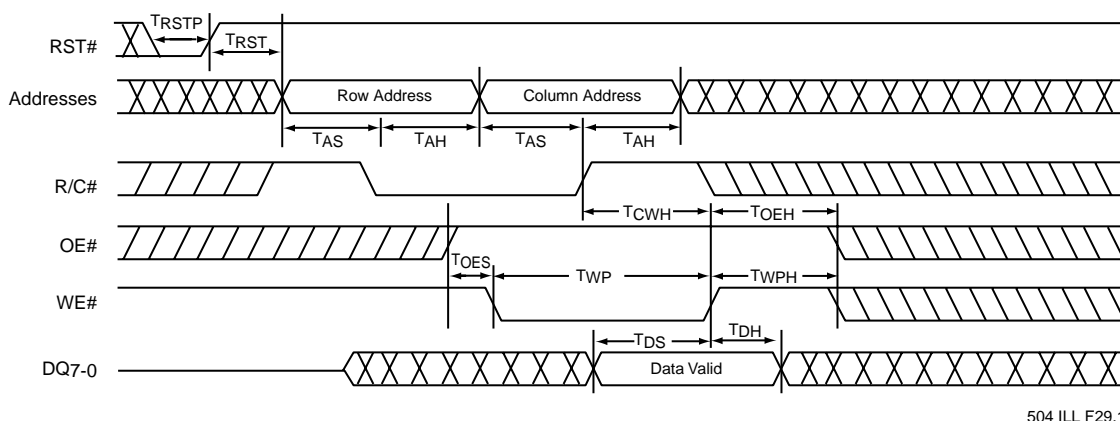 RST#
TRSTP
TRST
Addresses
Row Address
Column Address
TAS
TAH
TAS
TAH
R/C#
TCWH
TOEH
OE#
TOES
TWP
TWPH
WE#
TDS
TDH
DQ7-0
Data Valid
504 ILL F29.1